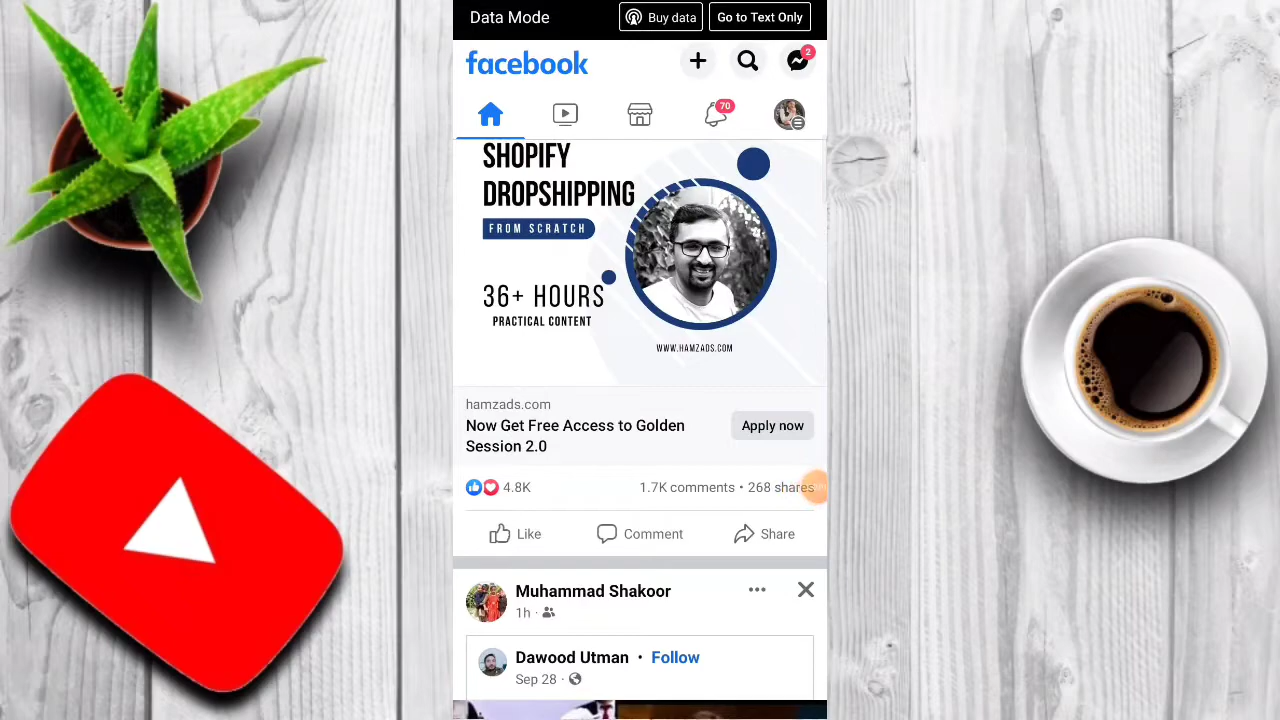 Data Mode
Buy data
Go to Text Only
facebook
2
70
SHOPIFY
DROPSHIPPING
FROM SCRATCH
36+ HOURS
PRACTICAL CONTENT
WWW.HAMZADS.COM
hamzads.com
Now Get Free Access to Golden
Session 2.0
Apply now
4.8K
1.7K comments • 268 shares
Like
Comment
Share
Muhammad Shakoor
1h ·
Dawood Utman • Follow
Sep 28 ·